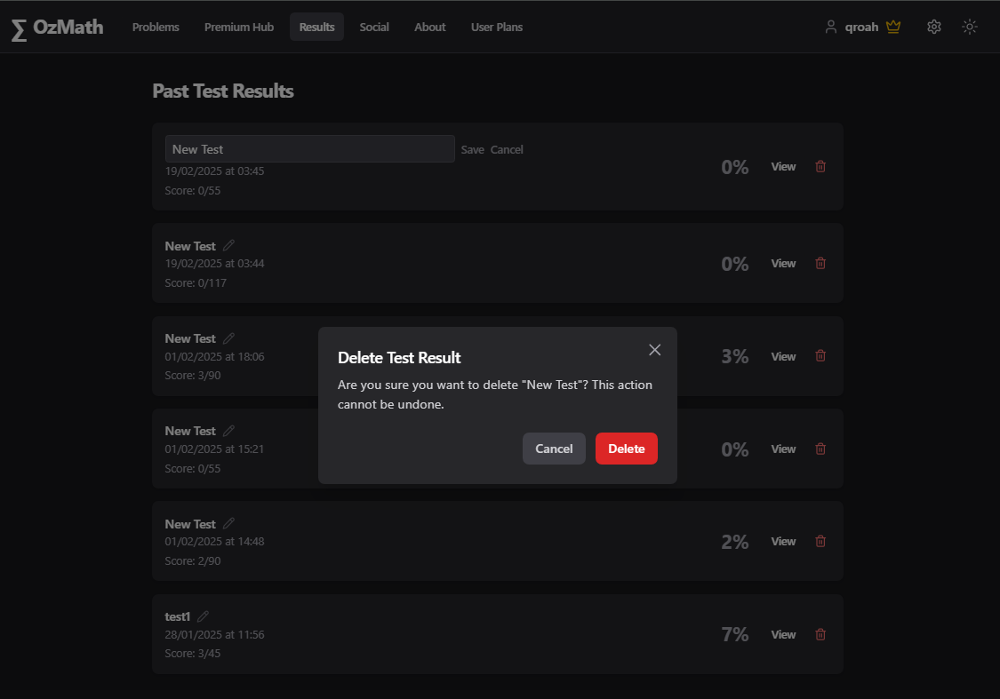 ∑ OzMath Problems Premium Hub Results Social About User Plans qroah
Past Test Results
New Test Save Cancel
19/02/2025 at 03:45
Score: 0/55
0% View
New Test
19/02/2025 at 03:44
Score: 0/117
0% View
New Test
01/02/2025 at 18:06
Score: 3/90
3% View
Delete Test Result
Are you sure you want to delete "New Test"? This action
cannot be undone.
Cancel Delete
New Test
01/02/2025 at 15:21
Score: 0/55
0% View
New Test
01/02/2025 at 14:48
Score: 2/90
2% View
test1
28/01/2025 at 11:56
Score: 3/45
7% View